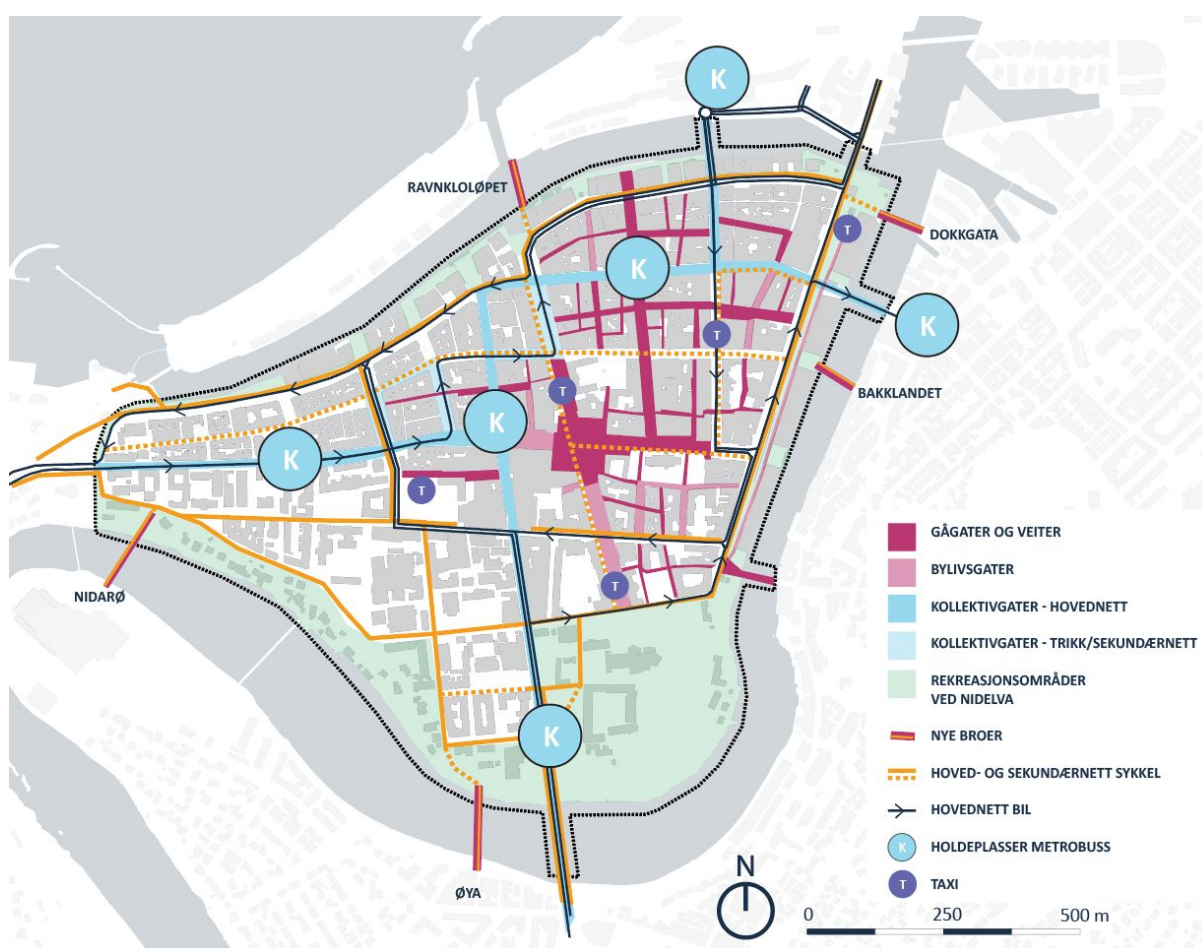 K
RAVNKLOLØPET
T
DOKKGATA
K
K
T
BAKKLANDET
T
K
K
T
NIDARØ
T
K
ØYA
GÅGATER OG VEITER
BYLIVSGATER
KOLLEKTIVGATER - HOVEDNETT
KOLLEKTIVGATER - TRIKK/SEKUNDÆRNETT
REKREASJONSOMRÅDER
VED NIDELVA
NYE BROER
HOVED- OG SEKUNDÆRNETT SYKKEL
HOVEDNETT BIL
K HOLDEPLASSER METROBUSS
T TAXI
N
0 250 500 m